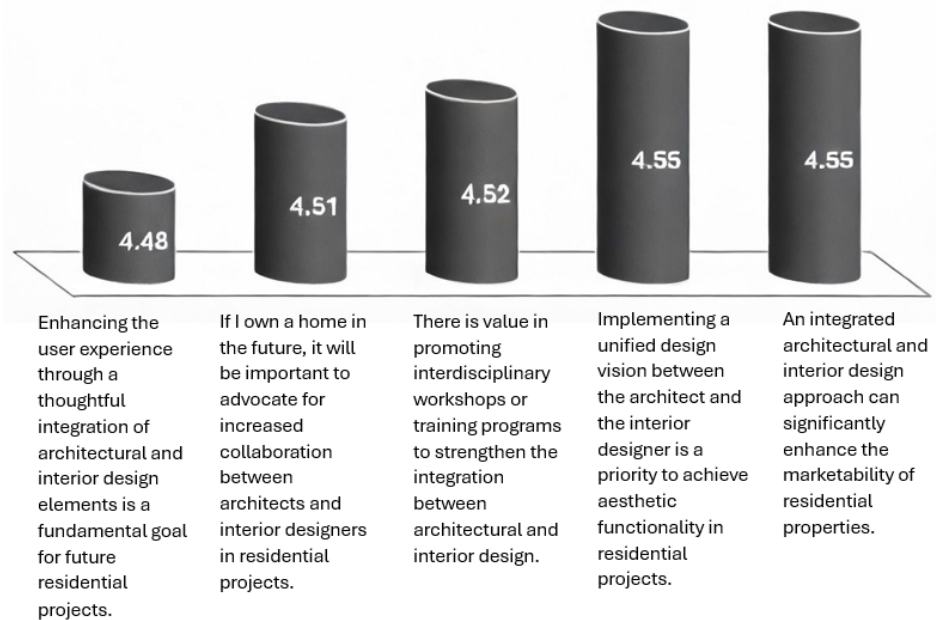 4.48
4.51
4.52
4.55
4.55
Enhancing the
user experience
through a
thoughtful
integration of
architectural and
interior design
elements is a
fundamental goal
for future
residential
projects.
If I own a home in
the future, it will
be important to
advocate for
increased
collaboration
between
architects and
interior designers
in residential
projects.
There is value in
promoting
interdisciplinary
workshops or
training programs
to strengthen the
integration
between
architectural and
interior design.
Implementing a
unified design
vision between
the architect and
the interior
designer is a
priority to achieve
aesthetic
functionality in
residential
projects.
An integrated
architectural and
interior design
approach can
significantly
enhance the
marketability of
residential
properties.